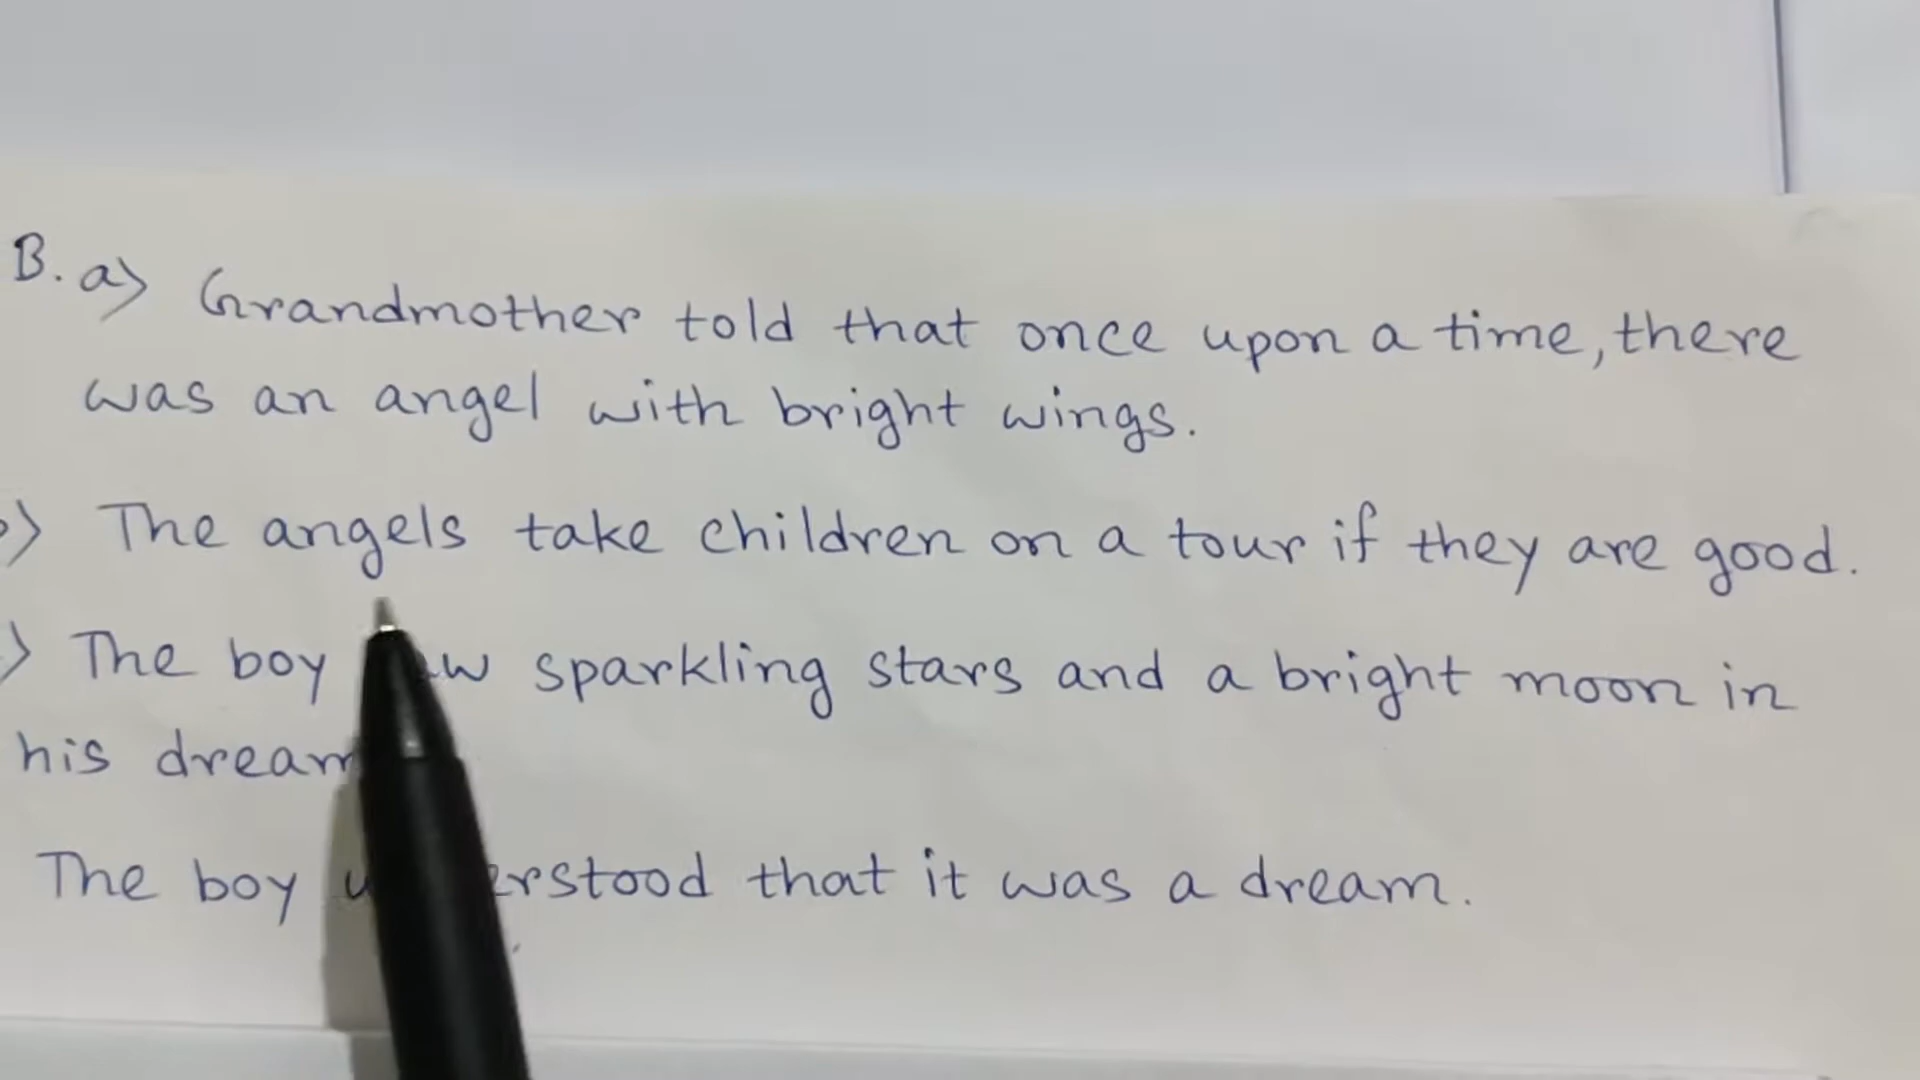 B. a) Grandmother told that once upon a time, there
was an angel with bright wings.
) The angels take children on a tour if they are good.
) The boy sparkling stars and a bright moon in
his dream
The boy that it was a dream.